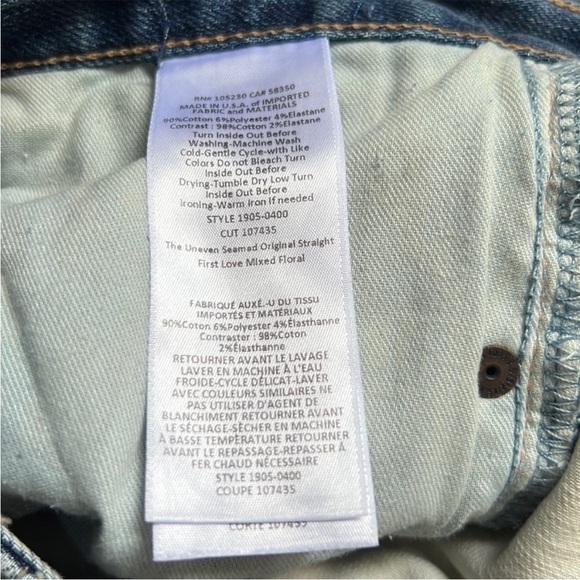 RN# 105230 CA# 58350
MADE IN U.S.A. of IMPORTED
FABRIC and MATERIALS
90%Cotton 6%Polyester 4%Elastane
Contrast : 98%Cotton 2%Elastane
Turn Inside Out Before
Washing-Machine Wash
Cold-Gentle Cycle-with Like
Colors Do not Bleach Turn
Inside Out Before
Drying-Tumble Dry Low Turn
Inside Out Before
Ironing-Warm Iron If needed
STYLE 1905-0400
CUT 107435
The Uneven Seamed Original Straight
First Love Mixed Floral
FABRIQUÉ AUXÉ.-U DU TISSU
IMPORTÉS ET MATÉRIAUX
90%Coton 6%Polyester 4%Élasthanne
Contraster : 98%Coton
2%Élasthanne
RETOURNER AVANT LE LAVAGE
LAVER EN MACHINE À L'EAU
FROIDE-CYCLE DÉLICAT-LAVER
AVEC COULEURS SIMILAIRES NE
PAS UTILISER D'AGENT DE
BLANCHIMENT RETOURNER AVANT
LE SÉCHAGE-SÉCHER EN MACHINE
À BASSE TEMPÉRATURE RETOURNER
AVANT LE REPASSAGE-REPASSER À
FER CHAUD NÉCESSAIRE
STYLE 1905-0400
COUPE 107435
CORTE 107435